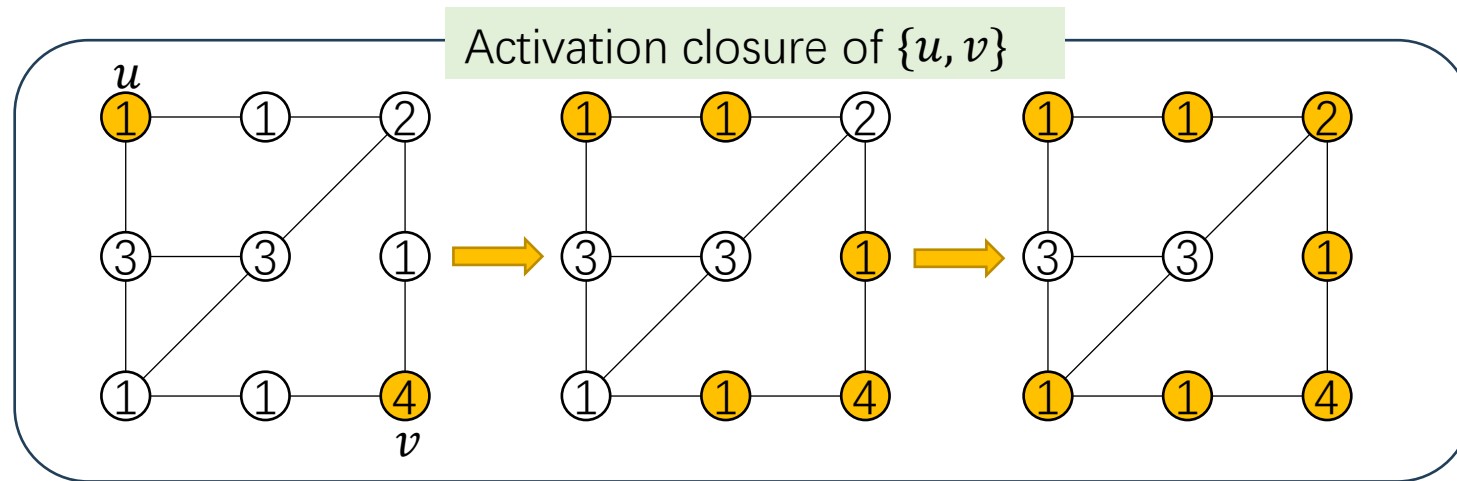 Activation closure of {u, v}
u
1 1 2 1 1 2 1 1 2
3 3 1 3 3 1 3 3 1
1 1 4 1 1 4 1 1 4
v